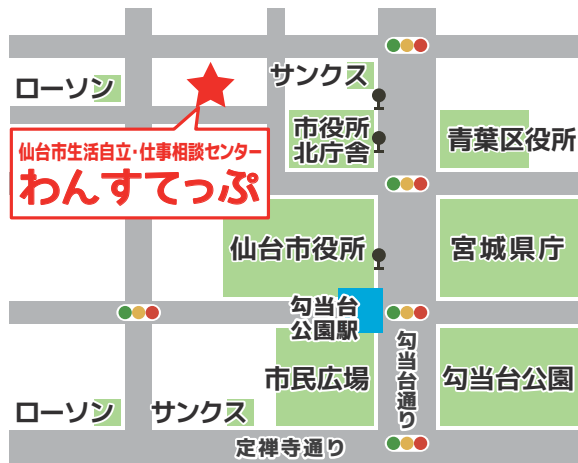 サンクス
ローソン
市役所
北庁舎
青葉区役所
仙台市生活自立・仕事相談センター
わんすてっぷ
仙台市役所
宮城県庁
勾当台
公園駅
勾当台通り
市民広場
勾当台公園
ローソン
サンクス
定禅寺通り